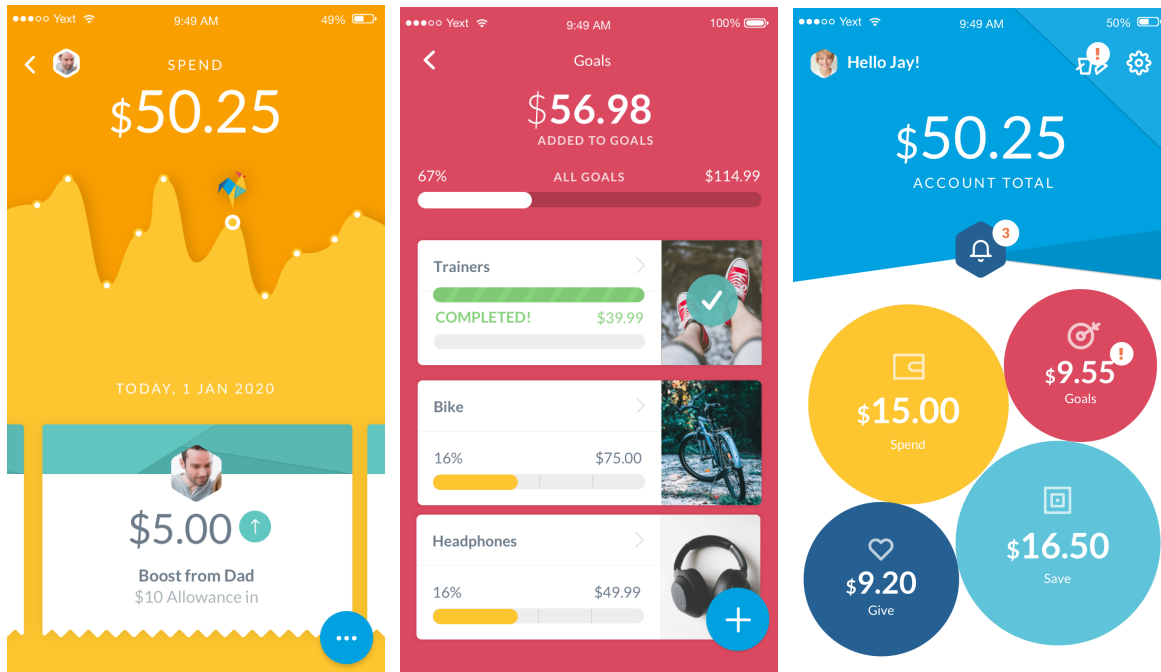 Yext 9:49 AM 49%
SPEND
$50.25
TODAY, 1 JAN 2020
$5.00
Boost from Dad
$10 Allowance in
Yext 9:49 AM 100%
Goals
$56.98
ADDED TO GOALS
67% ALL GOALS $114.99
Trainers
COMPLETED! $39.99
Bike
16% $75.00
Headphones
16% $49.99
Yext 9:49 AM 50%
Hello Jay!
!
$50.25
ACCOUNT TOTAL
3
$15.00
Spend
!
$9.55
Goals
$16.50
Save
$9.20
Give